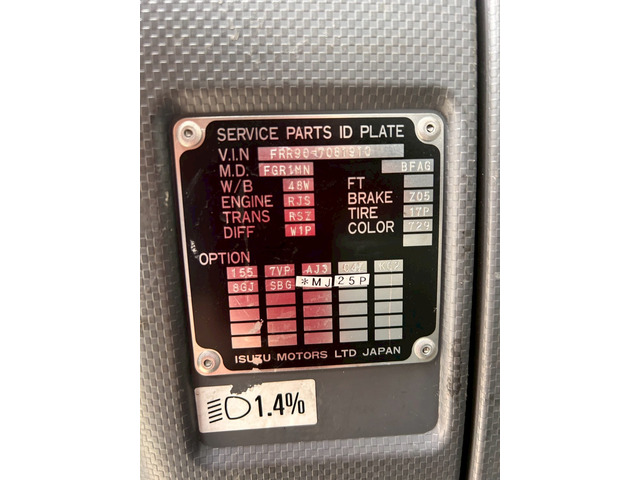 SERVICE PARTS ID PLATE
V.I.N
M.D. FGR18N BFAG
W/B 48W FT
ENGINE RJS BRAKE Z05
TRANS RSZ TIRE 17P
DIFF W1P COLOR 729
OPTION
155 7VP AJ3
8GJ SBG *MJ 25P
ISUZU MOTORS LTD JAPAN
1.4%